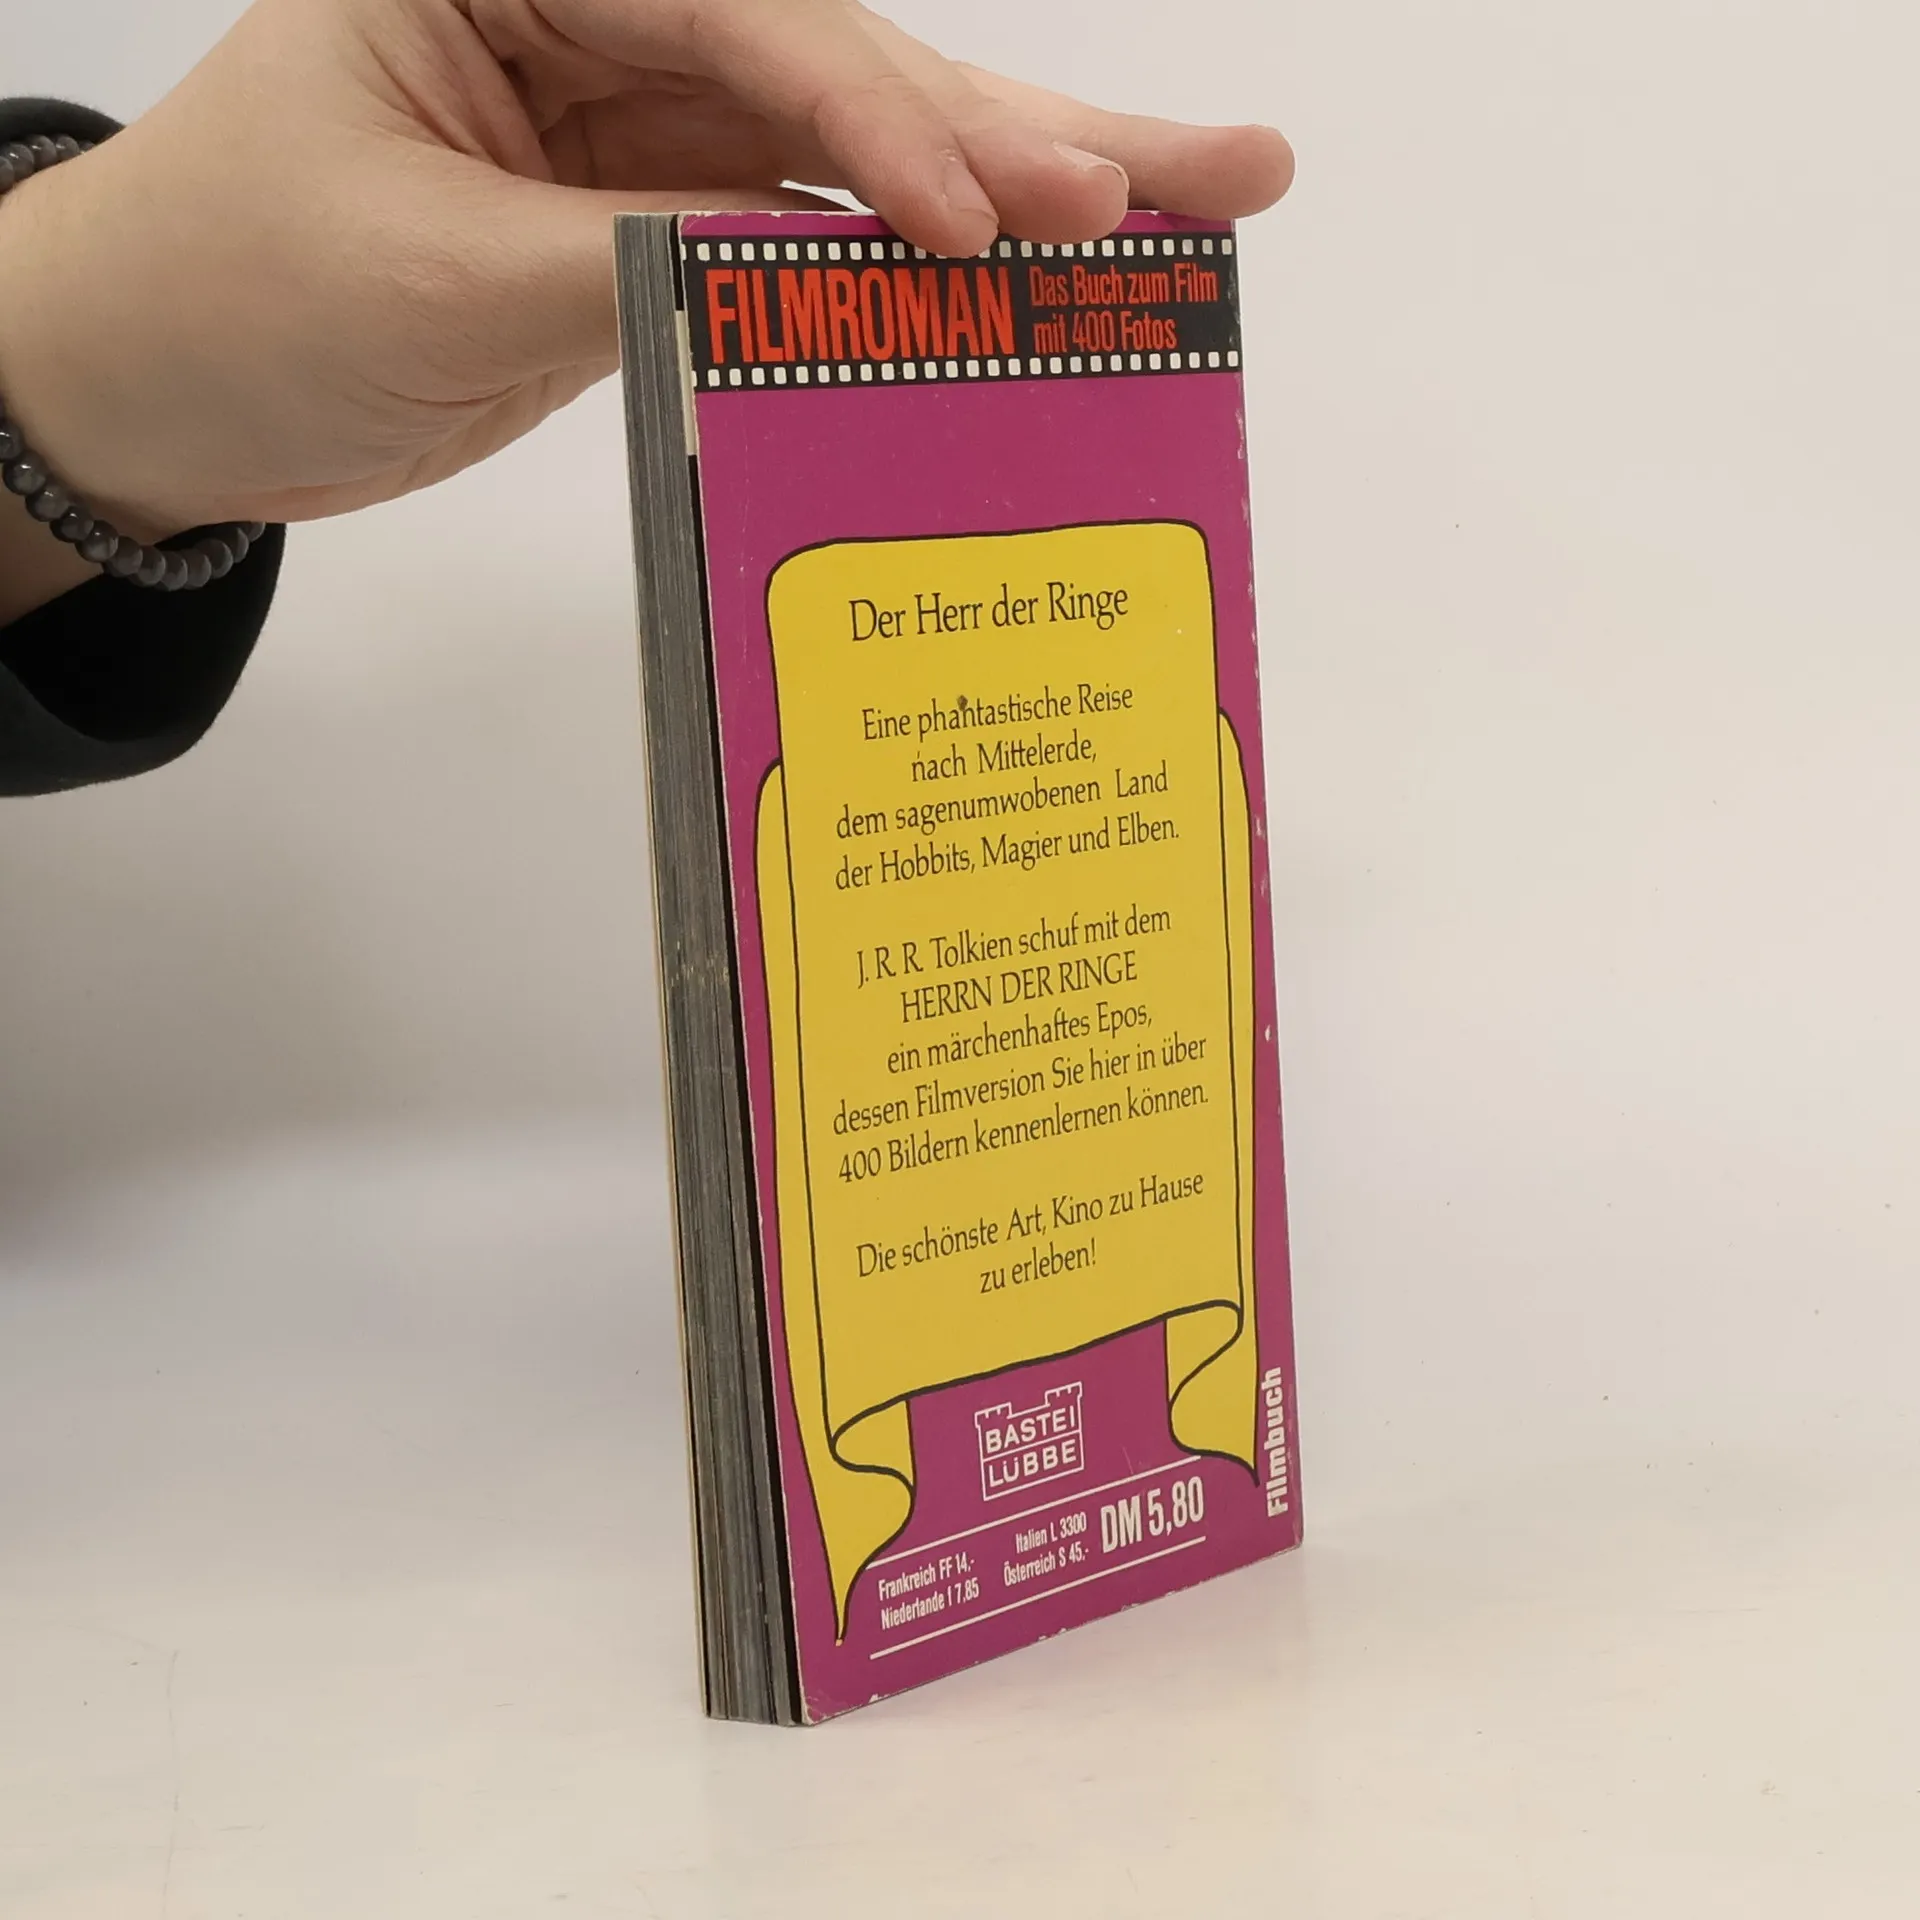 FILMROMAN
Das Buch zum Film
mit 400 Fotos
Der Herr der Ringe
Eine phantastische Reise
nach Mittelerde,
dem sagenumwobenen Land
der Hobbits, Magier und Elben.
J. R. R. Tolkien schuf mit dem
HERRN DER RINGE
ein märchenhaftes Epos,
dessen Filmversion Sie hier in über
400 Bildern kennenlernen können.
Die schönste Art, Kino zu Hause
zu erleben!
BASTEI
LÜBBE
Frankreich FF 14,-
Niederlande f 7,85
Italien L 3300
Österreich S 45,-
DM 5,80
Filmbuch